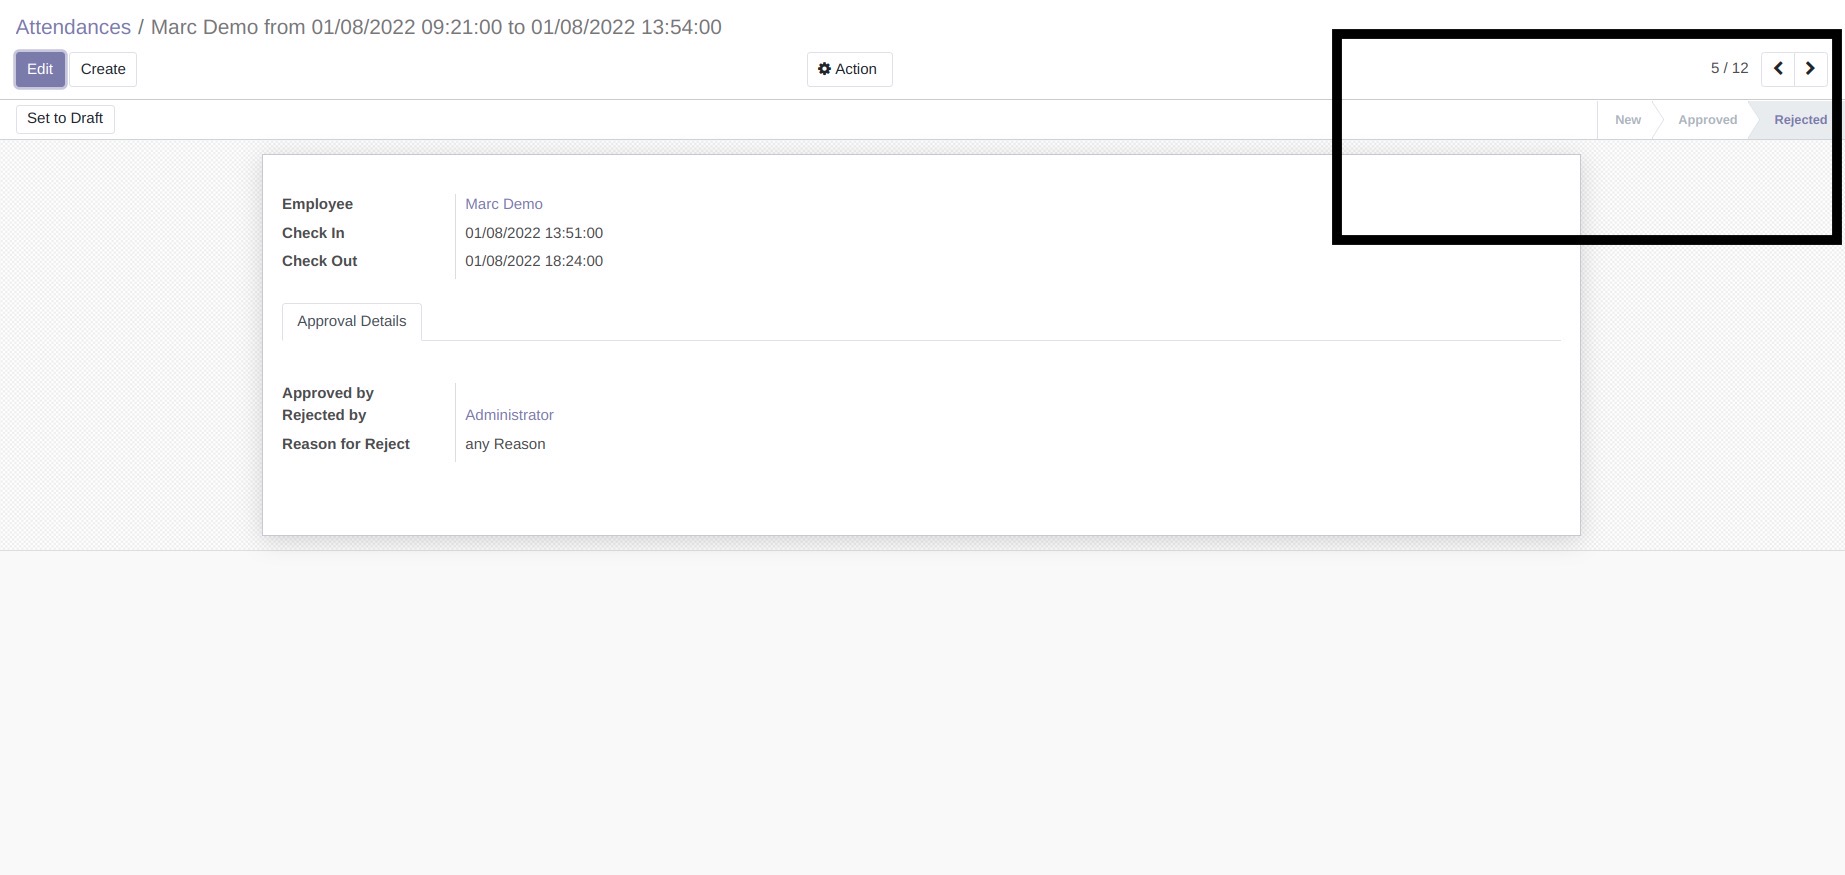 Attendances / Marc Demo from 01/08/2022 09:21:00 to 01/08/2022 13:54:00
Edit Create Action 5 / 12
Set to Draft New Approved Rejected
Employee Marc Demo
Check In 01/08/2022 13:51:00
Check Out 01/08/2022 18:24:00
Approval Details
Approved by
Rejected by Administrator
Reason for Reject any Reason